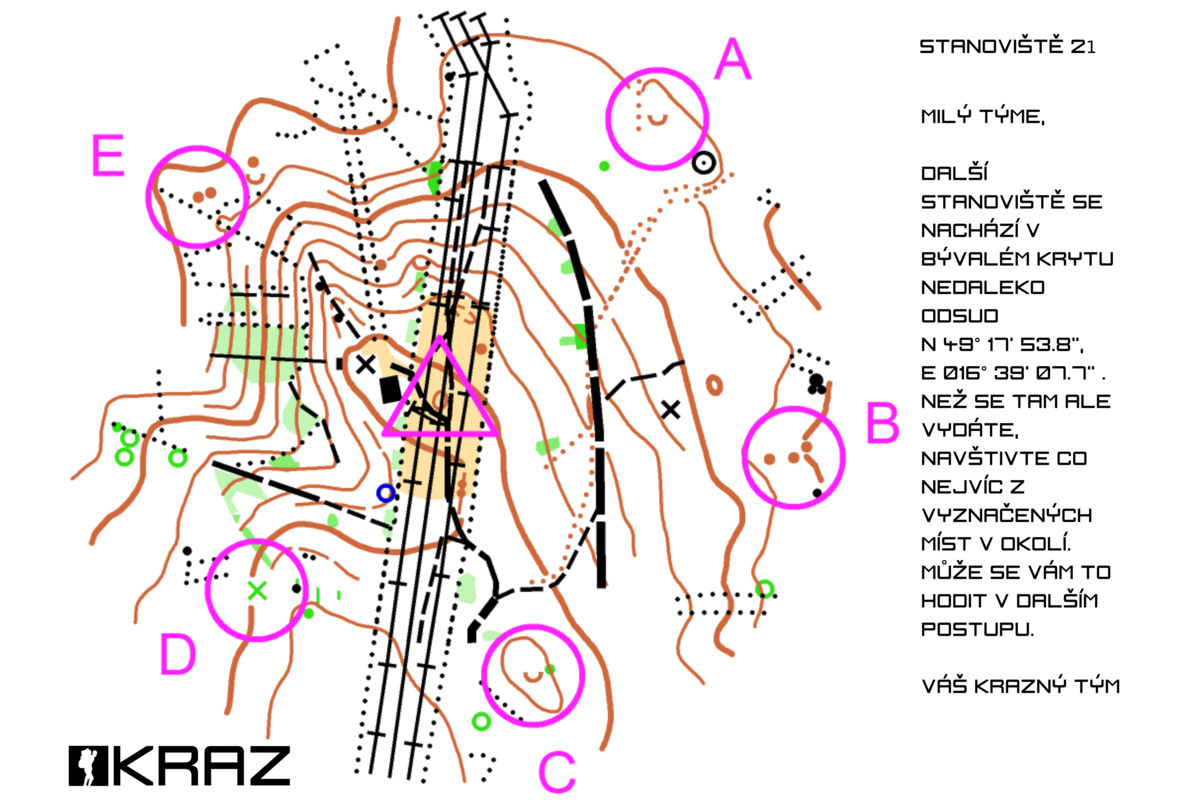 STANOVIŠTĚ 21
MILÝ TÝME,
DALŠÍ
STANOVIŠTĚ SE
NACHÁZÍ V
BÝVALÉM KRYTU
NEDALEKO
ODSUD
N 49° 17' 53.8",
E 016° 39' 07.7" .
NEŽ SE TAM ALE
VYDÁTE,
NAVŠTIVTE CO
NEJVÍC Z
VYZNAČENÝCH
MÍST V OKOLÍ.
MŮŽE SE VÁM TO
HODIT V DALŠÍM
POSTUPU.
VÁŠ KRAZNÝ TÝM
A
E
B
D
C
KRAZ